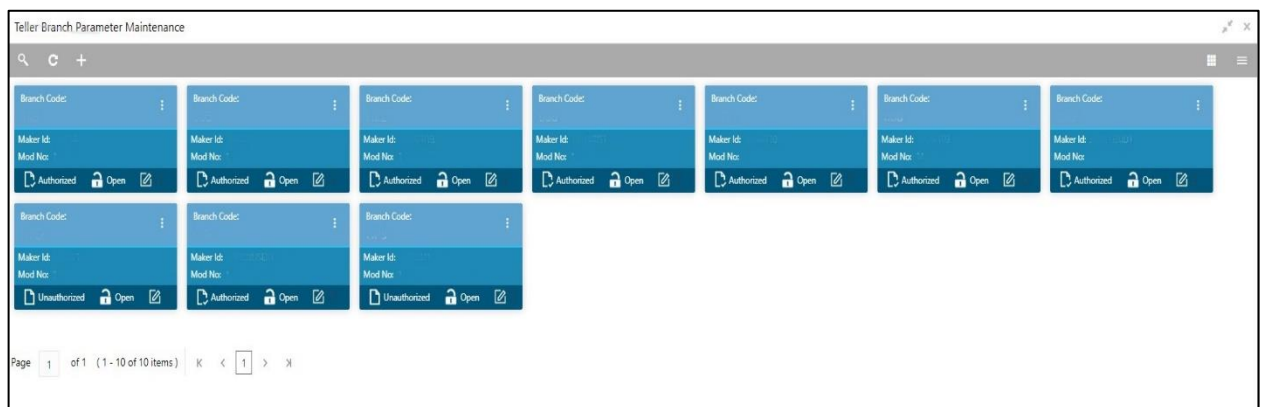 Teller Branch Parameter Maintenance
Branch Code: Branch Code: Branch Code: Branch Code: Branch Code: Branch Code: Branch Code:
Maker Id: Maker Id: Maker Id: Maker Id: Maker Id: Maker Id: Maker Id:
Mod No: Mod No: Mod No: Mod No: Mod No: Mod No: Mod No:
Authorized Open Authorized Open Authorized Open Authorized Open Authorized Open Authorized Open Authorized Open
Branch Code: Branch Code: Branch Code:
Maker Id: Maker Id: Maker Id:
Mod No: Mod No: Mod No:
Unauthorized Open Authorized Open Unauthorized Open
Page 1 of 1 ( 1 - 10 of 10 items ) 1